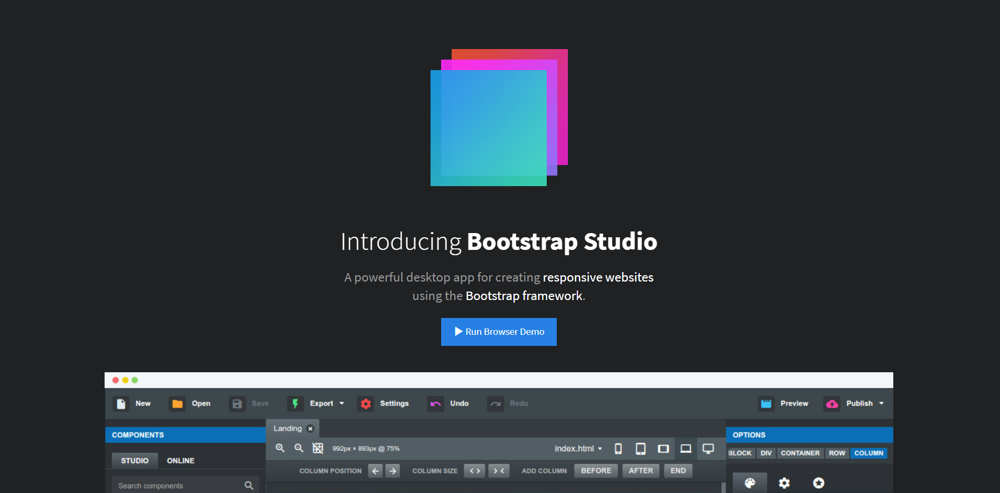 Introducing Bootstrap Studio
A powerful desktop app for creating responsive websites
using the Bootstrap framework.
Run Browser Demo
New Open Save Export Settings Undo Redo Preview Publish
Landing
COMPONENTS
OPTIONS
992px × 893px @ 75% index.html
BLOCK DIV CONTAINER ROW COLUMN
STUDIO ONLINE
COLUMN POSITION COLUMN SIZE ADD COLUMN BEFORE AFTER END
Search components